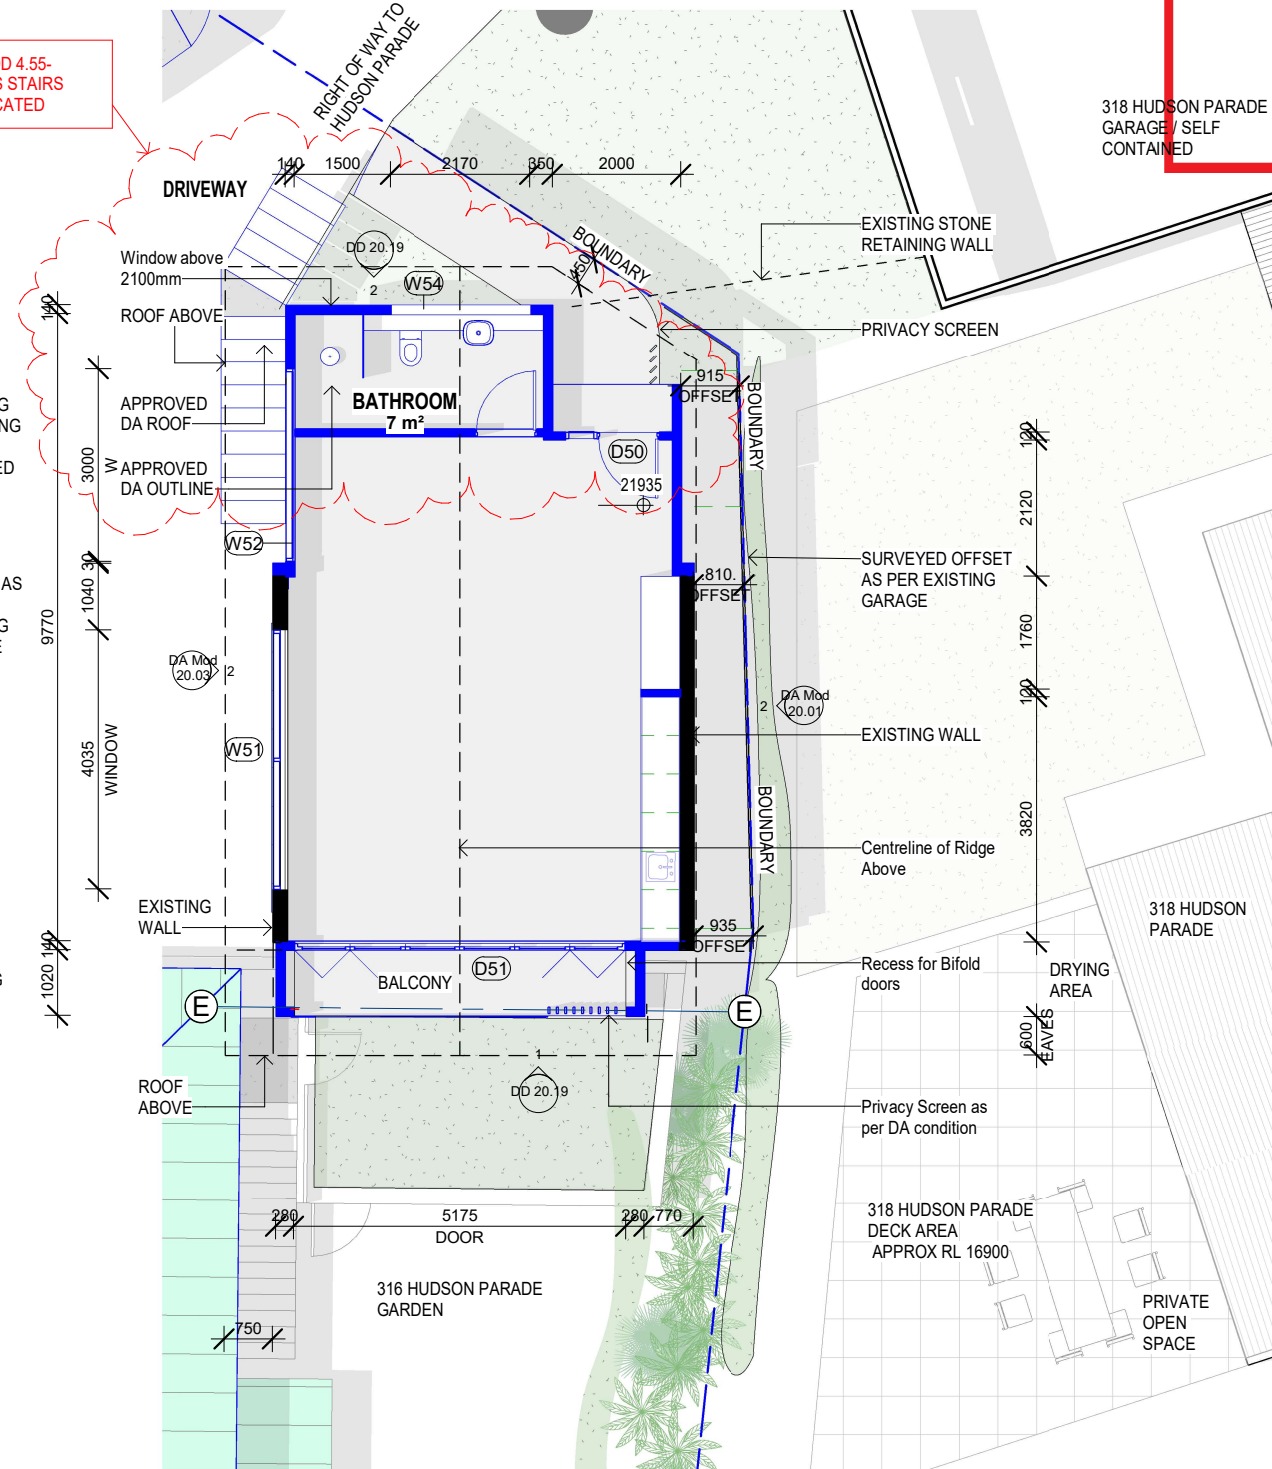 RIGHT OF WAY TO
HUDSON PARADE
D 4.55-
S STAIRS
CATED
318 HUDSON PARADE
GARAGE / SELF
CONTAINED
140
1500
2170
350
2000
DRIVEWAY
EXISTING STONE
RETAINING WALL
BOUNDARY
450
DD 20.19
2
Window above
2100mm
W54
ROOF ABOVE
PRIVACY SCREEN
915
OFFSET
BOUNDARY
BATHROOM
7 m²
APPROVED
DA ROOF
G
NG
ED
3000
W
APPROVED
DA OUTLINE
D50
21935
120
2120
W52
30
1040
9770
AS
G
E
810.
OFFSET
SURVEYED OFFSET
AS PER EXISTING
GARAGE
1760
120
DA Mod
20.03
2
DA Mod
20.01
2
W51
4035
WINDOW
EXISTING WALL
BOUNDARY
3820
Centreline of Ridge
Above
EXISTING
WALL
318 HUDSON
PARADE
935
OFFSET
140
1020
G
D51
BALCONY
Recess for Bifold
doors
DRYING
AREA
E
E
600
EAVES
1
DD 20.19
ROOF
ABOVE
Privacy Screen as
per DA condition
280
5175
DOOR
280
770
318 HUDSON PARADE
DECK AREA
APPROX RL 16900
316 HUDSON PARADE
GARDEN
750
PRIVATE
OPEN
SPACE